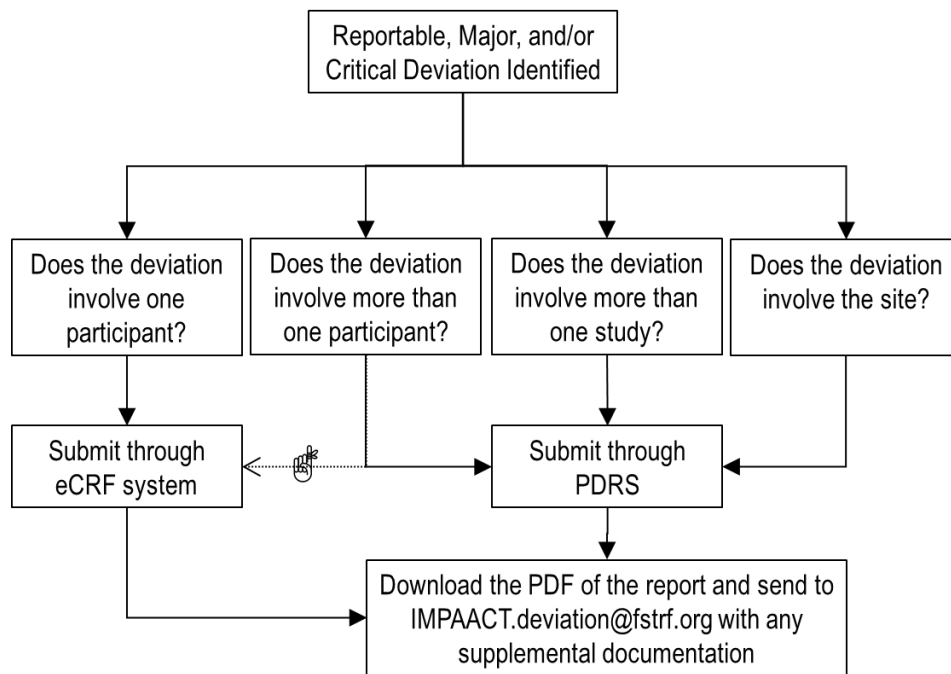 Reportable, Major, and/or
Critical Deviation Identified
Does the deviation
involve one
participant?
Does the deviation
involve more than
one participant?
Does the deviation
involve more than
one study?
Does the deviation
involve the site?
Submit through
eCRF system
Submit through
PDRS
Download the PDF of the report and send to
IMPAACT.deviation@fstrf.org with any
supplemental documentation